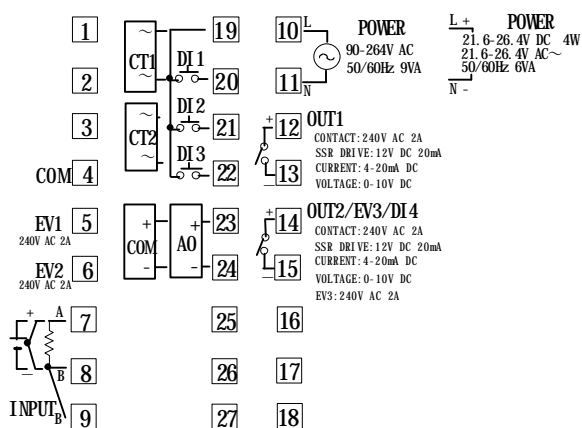 1
2
3
COM 4
EV1 5
240V AC 2A
EV2 6
240V AC 2A
+ A 7
- B 8
INPUT B 9
~ CT1 ~
~ CT2 ~
+ COM -
+ AO -
19
DI1 20
DI2 21
DI3 22
23
24
25
26
27
10 L
11 N
POWER
90-264V AC
50/60Hz 9VA
L + POWER
21.6-26.4V DC 4W
21.6-26.4V AC~
50/60Hz 6VA
N -
+ 12 OUT1
- 13
CONTACT:240V AC 2A
SSR DRIVE:12V DC 20mA
CURRENT:4-20mA DC
VOLTAGE:0-10V DC
+ 14 OUT2/EV3/DI4
- 15
CONTACT:240V AC 2A
SSR DRIVE:12V DC 20mA
CURRENT:4-20mA DC
VOLTAGE:0-10V DC
EV3:240V AC 2A
16
17
18